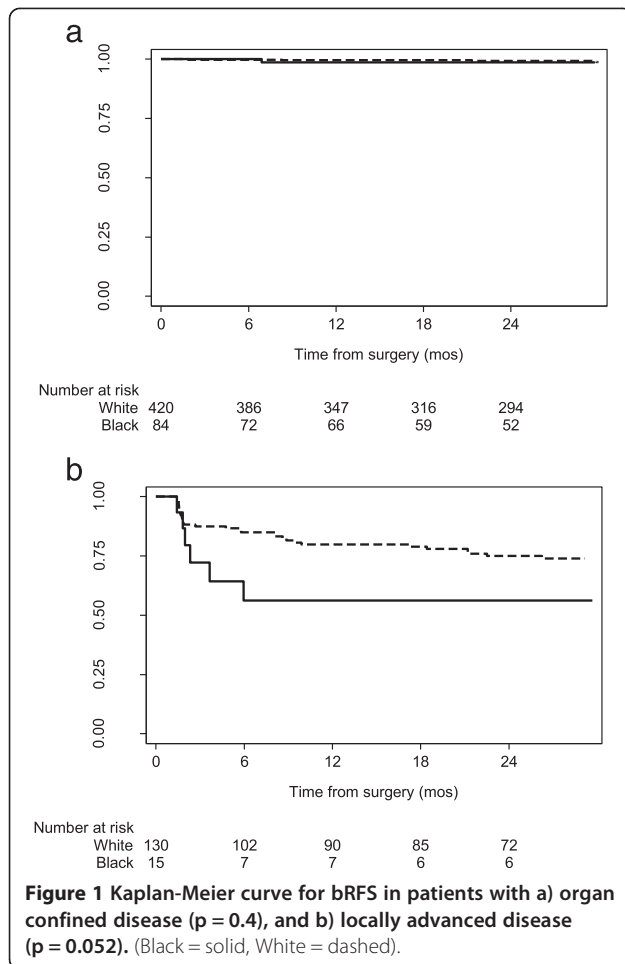 a
1.00
0.75
0.50
0.25
0.00
0 6 12 18 24
Time from surgery (mos)
Number at risk
White 420 386 347 316 294
Black 84 72 66 59 52
b
1.00
0.75
0.50
0.25
0.00
0 6 12 18 24
Time from surgery (mos)
Number at risk
White 130 102 90 85 72
Black 15 7 7 6 6
Figure 1 Kaplan-Meier curve for bRFS in patients with a) organ
confined disease (p = 0.4), and b) locally advanced disease
(p = 0.052). (Black = solid, White = dashed).